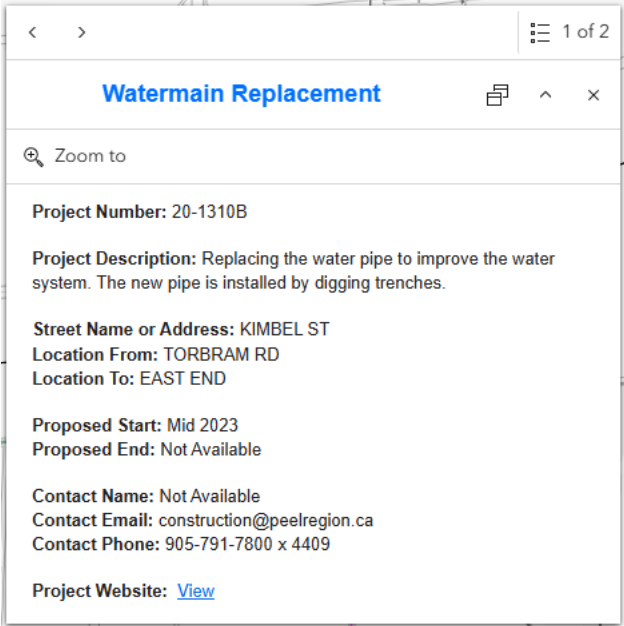 1 of 2
Watermain Replacement
Zoom to
Project Number: 20-1310B
Project Description: Replacing the water pipe to improve the water
system. The new pipe is installed by digging trenches.
Street Name or Address: KIMBEL ST
Location From: TORBRAM RD
Location To: EAST END
Proposed Start: Mid 2023
Proposed End: Not Available
Contact Name: Not Available
Contact Email: construction@peelregion.ca
Contact Phone: 905-791-7800 x 4409
Project Website: View